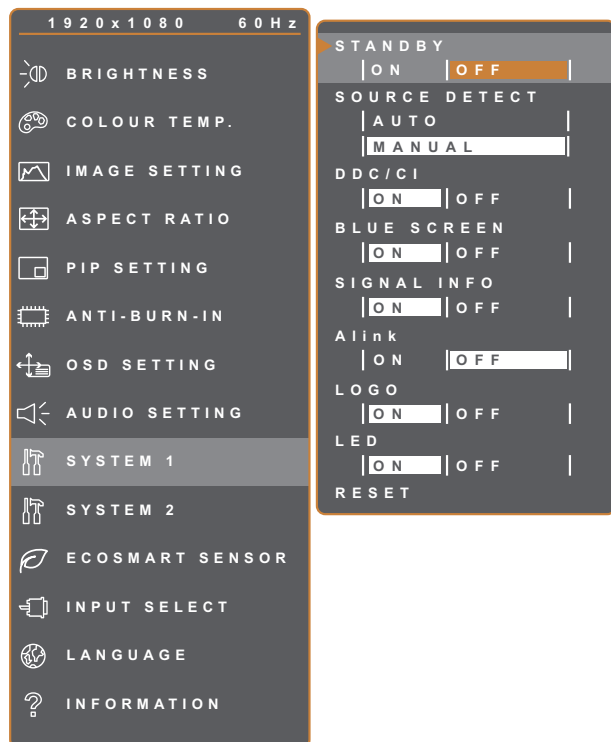 1920x1080 60Hz
BRIGHTNESS
COLOUR TEMP.
IMAGE SETTING
ASPECT RATIO
PIP SETTING
ANTI-BURN-IN
OSD SETTING
AUDIO SETTING
SYSTEM 1
SYSTEM 2
ECOSMART SENSOR
INPUT SELECT
LANGUAGE
INFORMATION
STANDBY
ON OFF
SOURCE DETECT
AUTO
MANUAL
DDC/CI
ON OFF
BLUE SCREEN
ON OFF
SIGNAL INFO
ON OFF
Alink
ON OFF
LOGO
ON OFF
LED
ON OFF
RESET